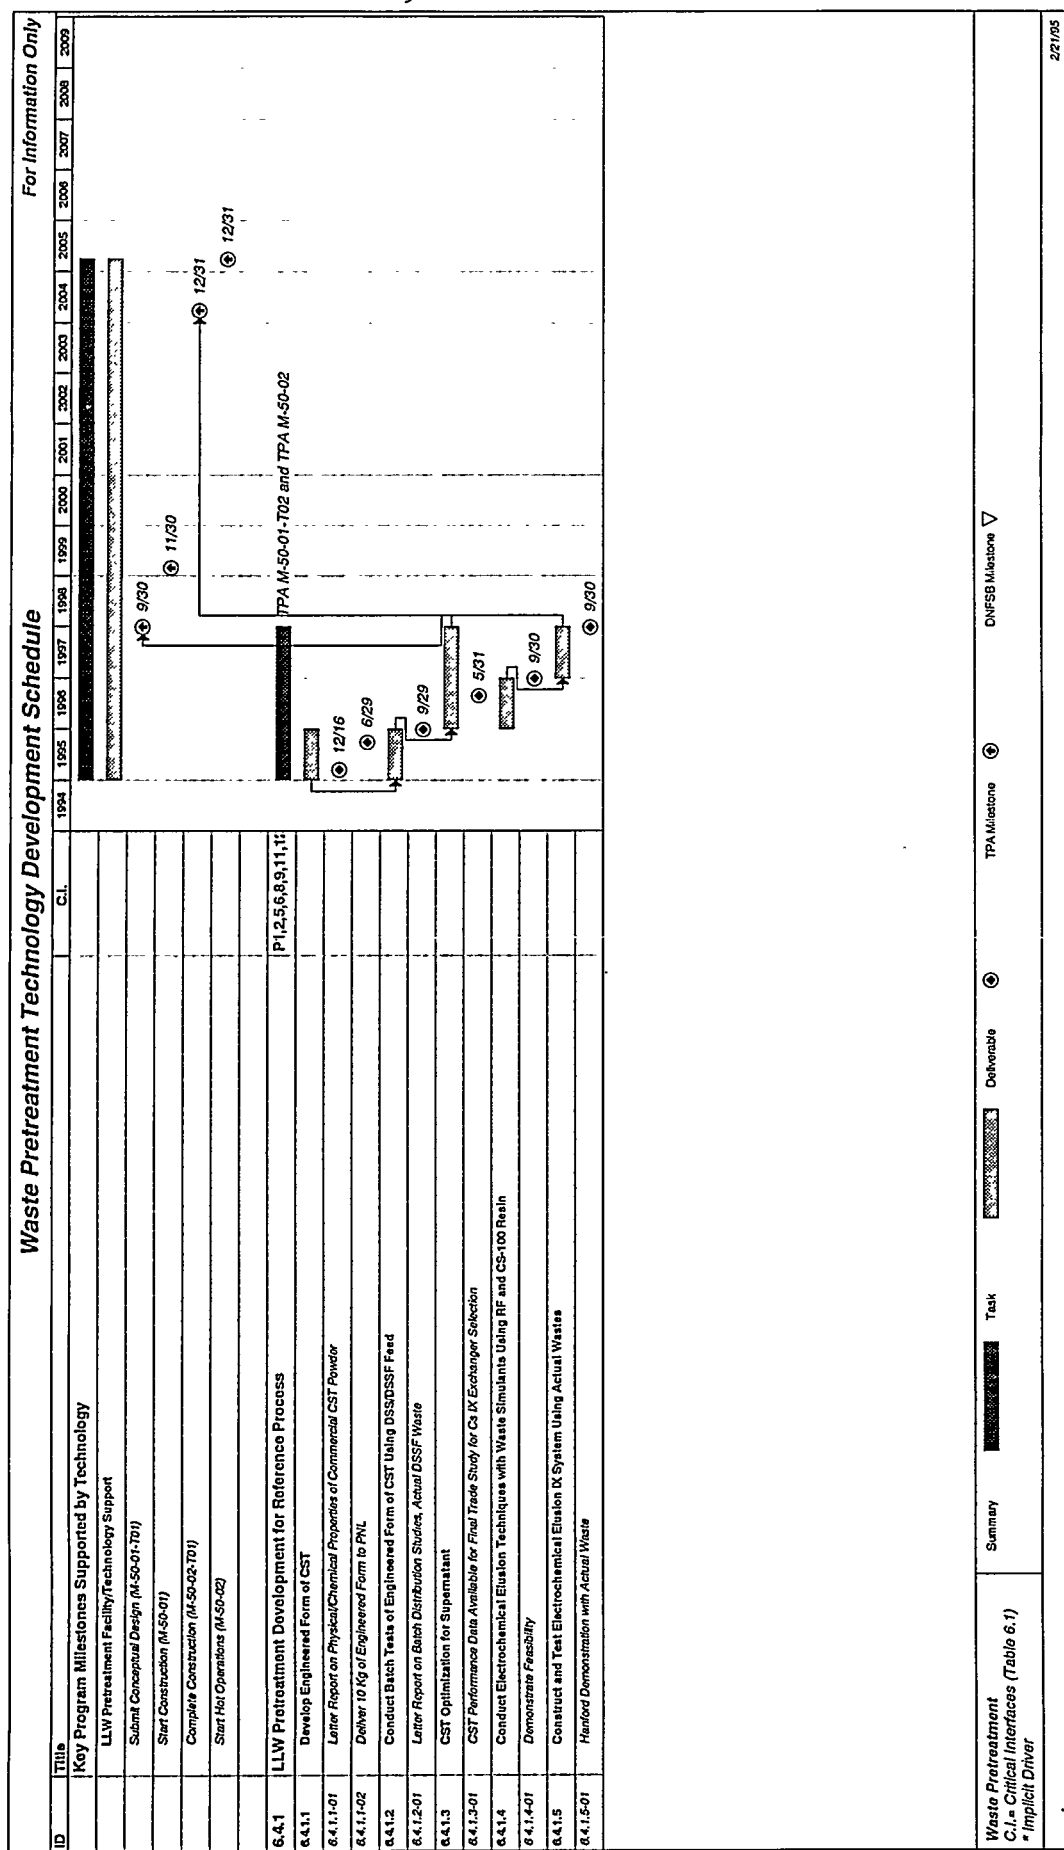 Waste Pretreatment Technology Development Schedule
For Information Only
ID Title C.I. 1994 1995 1996 1997 1998 1999 2000 2001 2002 2003 2004 2005 2006 2007 2008 2009
Key Program Milestones Supported by Technology
LLW Pretreatment Facility/Technology Support
Submit Conceptual Design (M-50-01-T01) 9/30
Start Construction (M-50-01) 11/30
Complete Construction (M-50-02-T01) 12/31
Start Hot Operations (M-50-02) 12/31
6.4.1 LLW Pretreatment Development for Reference Process P1,2,5,6,8,9,11,12 TPA M-50-01-T02 and TPA M-50-02
6.4.1.1 Develop Engineered Form of CST
6.4.1.1-01 Letter Report on Physical/Chemical Properties of Commercial CST Powder 12/16
6.4.1.1-02 Deliver 10 Kg of Engineered Form to PNL 6/29
6.4.1.2 Conduct Batch Tests of Engineered Form of CST Using DSS/DSSF Feed
6.4.1.2-01 Letter Report on Batch Distribution Studies, Actual DSSF Waste 9/29
6.4.1.3 CST Optimization for Supernatant
6.4.1.3-01 CST Performance Data Available for Final Trade Study for Cs IX Exchanger Selection 5/31
6.4.1.4 Conduct Electrochemical Elusion Techniques with Waste Simulants Using RF and CS-100 Resin
6 4.1.4-01 Demonstrate Feasibility 9/30
6.4.1.5 Construct and Test Electrochemical Elusion IX System Using Actual Wastes
6.4.1.5-01 Hanford Demonstration with Actual Waste 9/30
Waste Pretreatment
C.I.= Critical Interfaces (Table 6.1)
* Implicit Driver
Summary Task Deliverable TPA Milestone DNFSB Milestone
2/21/95